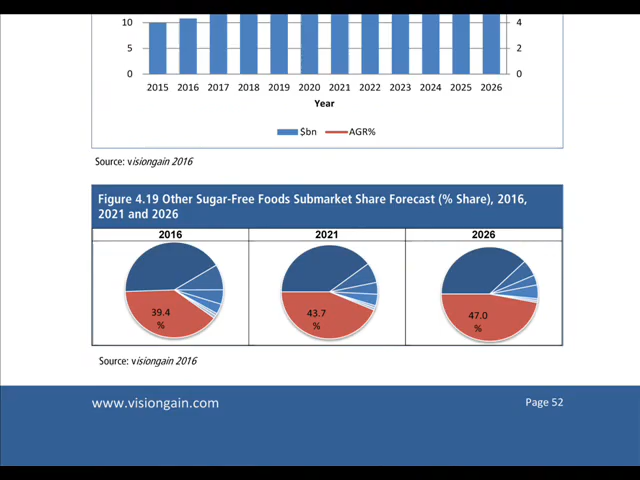 10
5
0
4
2
0
2015 2016 2017 2018 2019 2020 2021 2022 2023 2024 2025 2026
Year
$bn AGR%
Source: visiongain 2016
Figure 4.19 Other Sugar-Free Foods Submarket Share Forecast (% Share), 2016,
2021 and 2026
2016 2021 2026
39.4
%
43.7
%
47.0
%
Source: visiongain 2016
www.visiongain.com Page 52